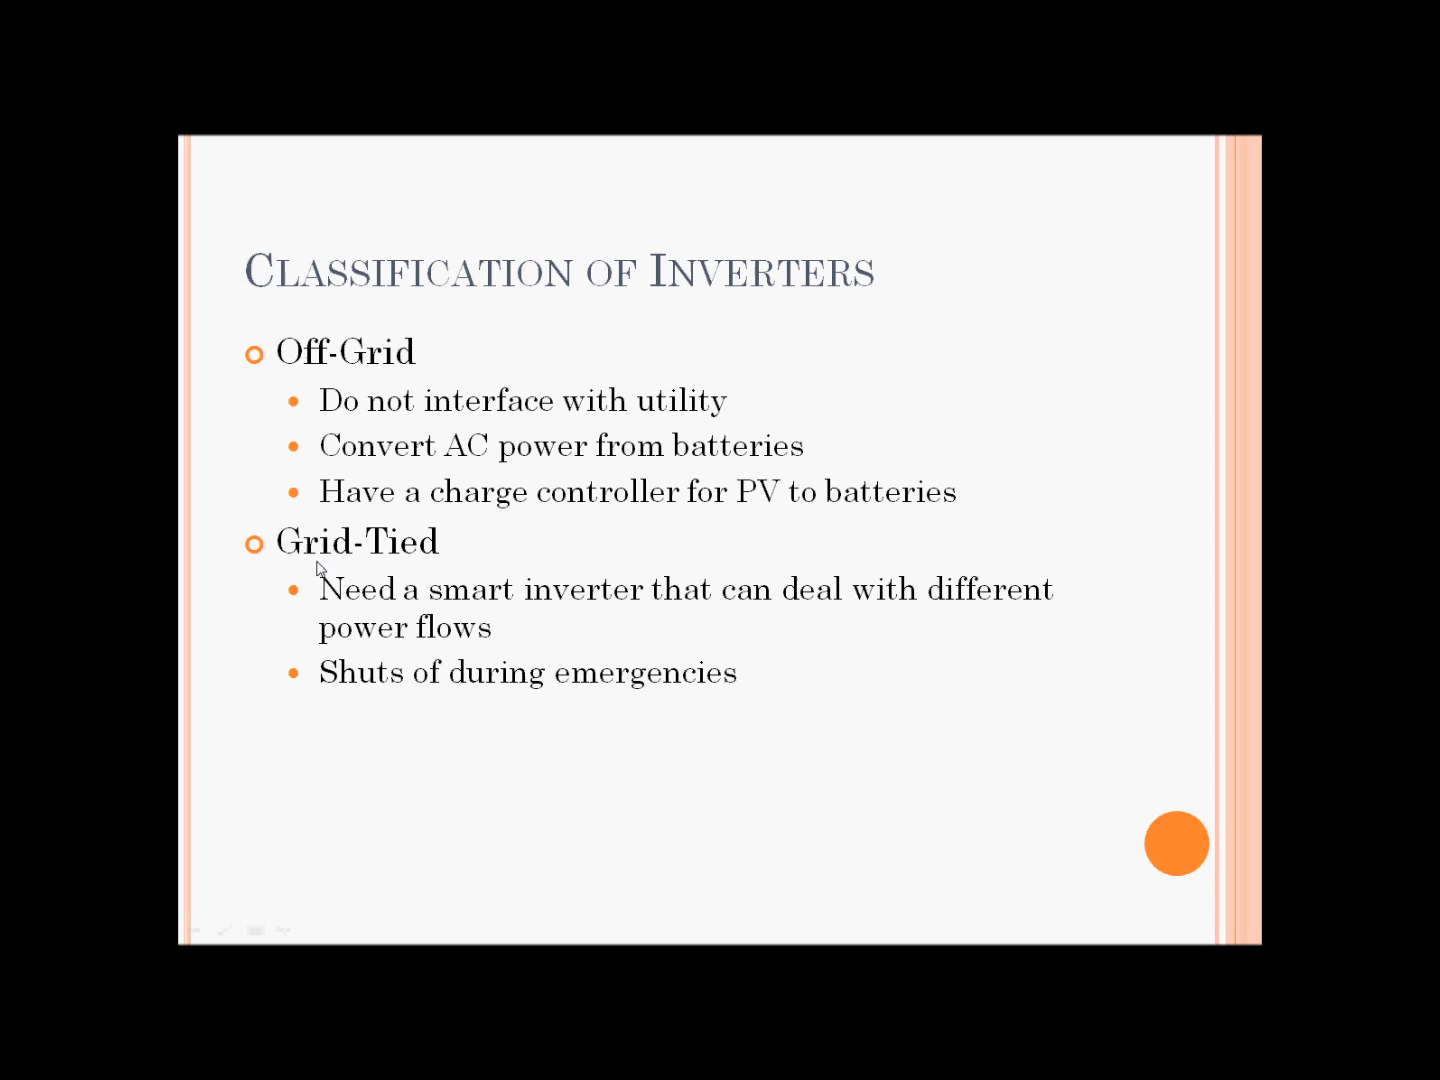 Classification of Inverters
Off-Grid
Do not interface with utility
Convert AC power from batteries
Have a charge controller for PV to batteries
Grid-Tied
Need a smart inverter that can deal with different
power flows
Shuts of during emergencies